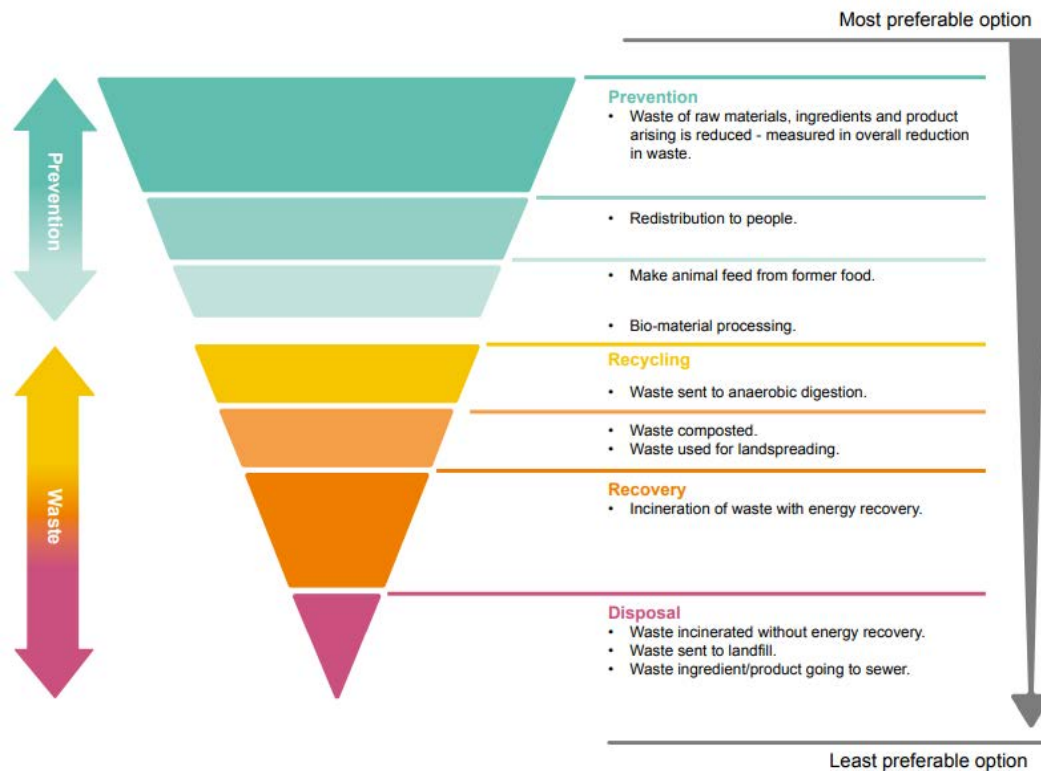 Most preferable option
Prevention
Prevention
• Waste of raw materials, ingredients and product
arising is reduced - measured in overall reduction
in waste.
• Redistribution to people.
• Make animal feed from former food.
• Bio-material processing.
Waste
Recycling
• Waste sent to anaerobic digestion.
• Waste composted.
• Waste used for landspreading.
Recovery
• Incineration of waste with energy recovery.
Disposal
• Waste incinerated without energy recovery.
• Waste sent to landfill.
• Waste ingredient/product going to sewer.
Least preferable option